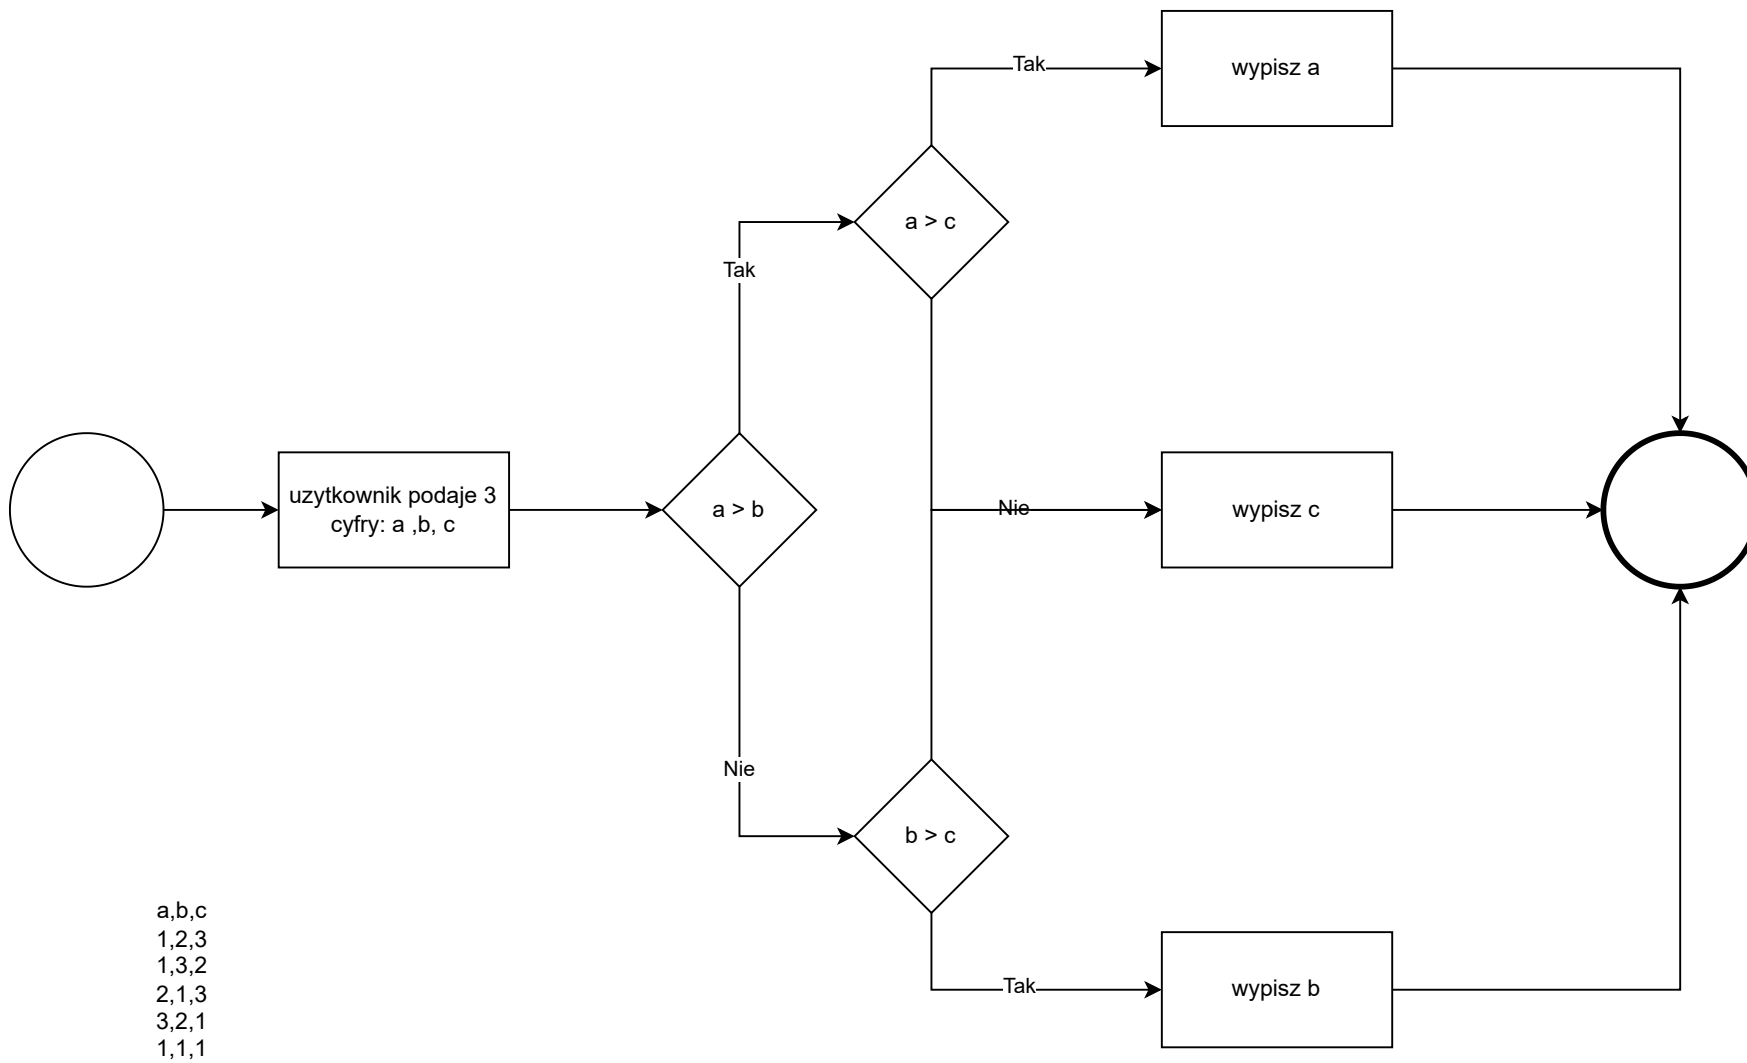 Tak
wypisz a
a > c
Tak
uzytkownik podaje 3
cyfry: a ,b, c
a > b
Nie
wypisz c
Nie
b > c
a,b,c
1,2,3
1,3,2
2,1,3
3,2,1
1,1,1
Tak
wypisz b